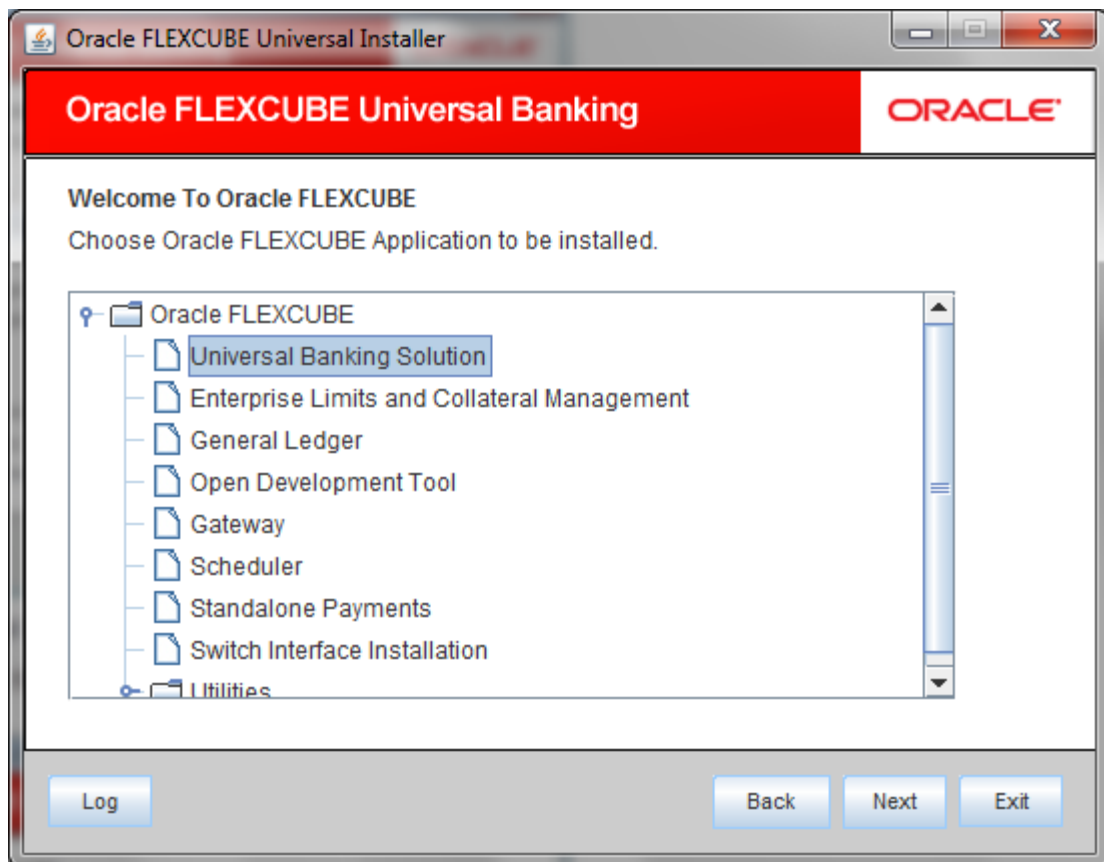 Oracle FLEXCUBE Universal Installer
Oracle FLEXCUBE Universal Banking
ORACLE
Welcome To Oracle FLEXCUBE
Choose Oracle FLEXCUBE Application to be installed.
Oracle FLEXCUBE
Universal Banking Solution
Enterprise Limits and Collateral Management
General Ledger
Open Development Tool
Gateway
Scheduler
Standalone Payments
Switch Interface Installation
Utilities
Log
Back
Next
Exit